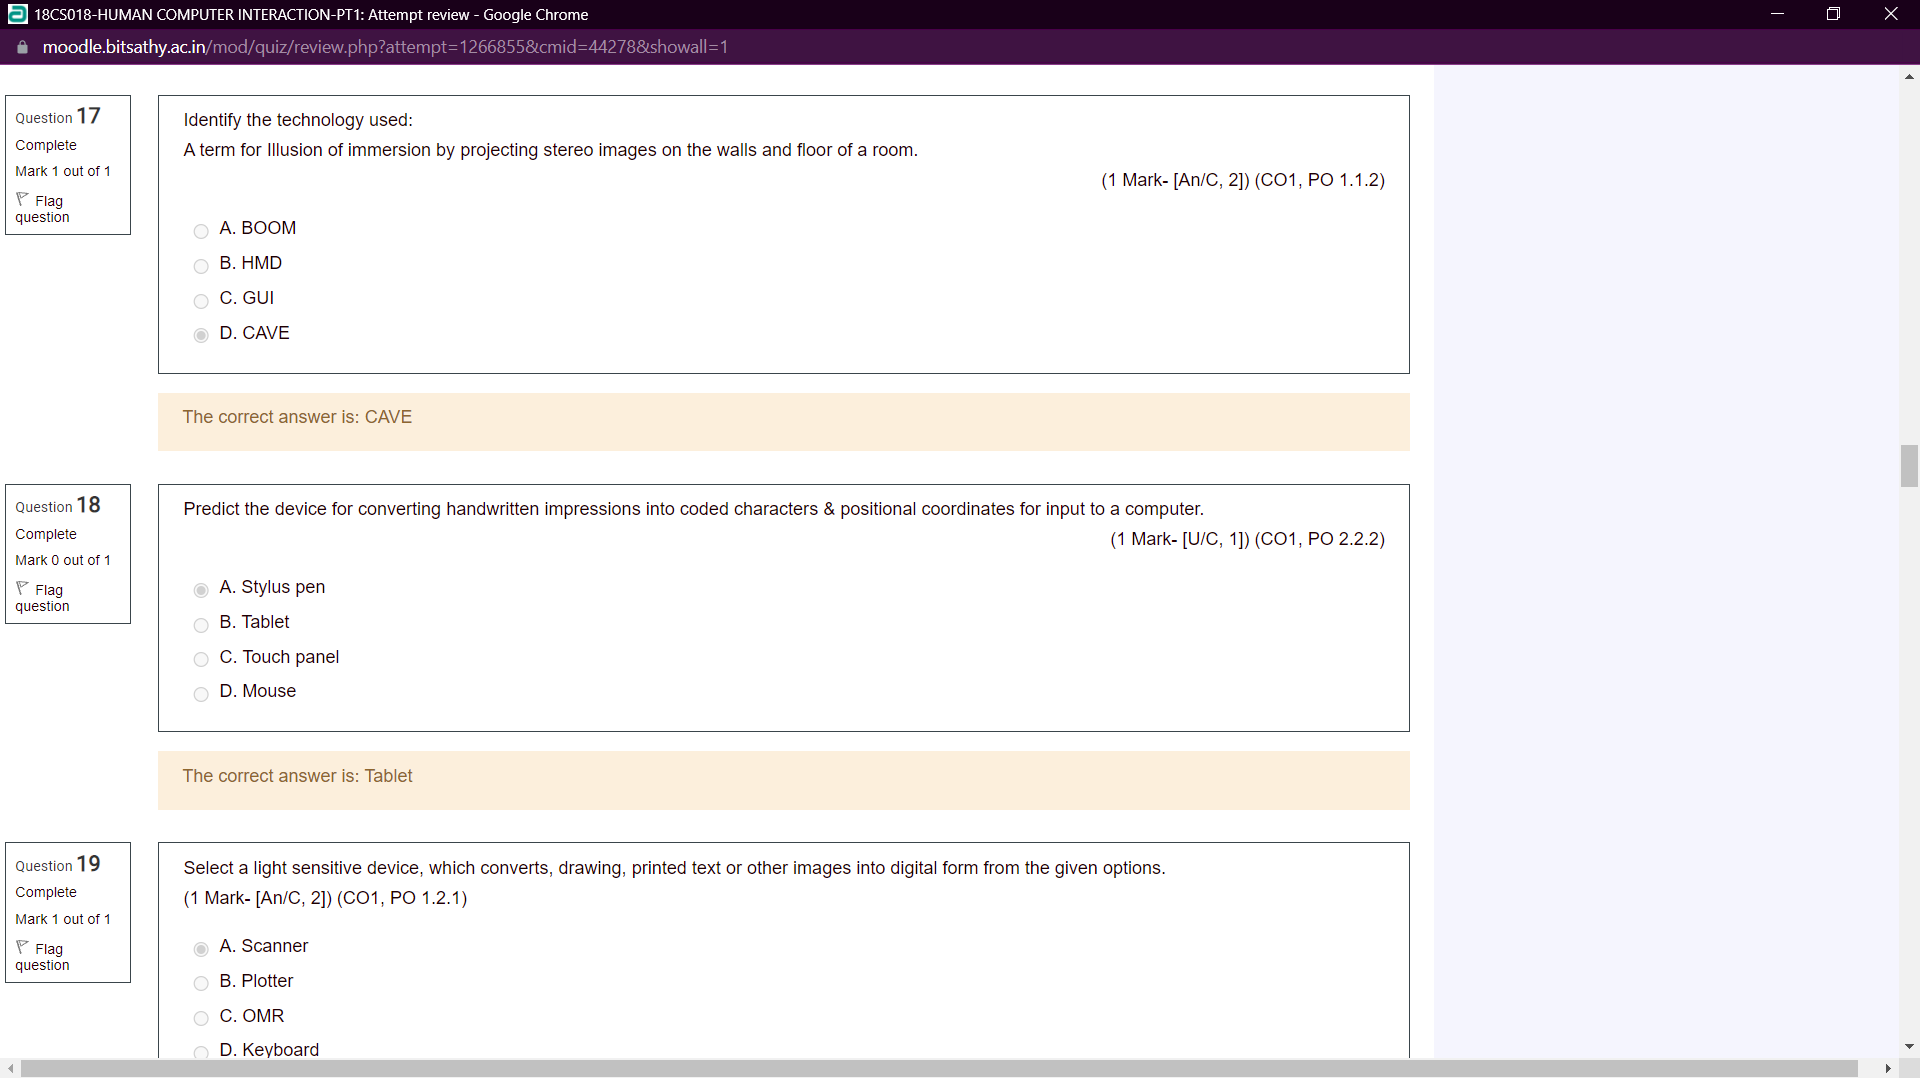 18CS018-HUMAN COMPUTER INTERACTION-PT1: Attempt review - Google Chrome
moodle.bitsathy.ac.in/mod/quiz/review.php?attempt=1266855&cmid=44278&showall=1
Question 17
Complete
Mark 1 out of 1
Flag
question
Identify the technology used:
A term for Illusion of immersion by projecting stereo images on the walls and floor of a room.
(1 Mark- [An/C, 2]) (CO1, PO 1.1.2)
A. BOOM
B. HMD
C. GUI
D. CAVE
The correct answer is: CAVE
Question 18
Complete
Mark 0 out of 1
Flag
question
Predict the device for converting handwritten impressions into coded characters & positional coordinates for input to a computer.
(1 Mark- [U/C, 1]) (CO1, PO 2.2.2)
A. Stylus pen
B. Tablet
C. Touch panel
D. Mouse
The correct answer is: Tablet
Question 19
Complete
Mark 1 out of 1
Flag
question
Select a light sensitive device, which converts, drawing, printed text or other images into digital form from the given options.
(1 Mark- [An/C, 2]) (CO1, PO 1.2.1)
A. Scanner
B. Plotter
C. OMR
D. Keyboard